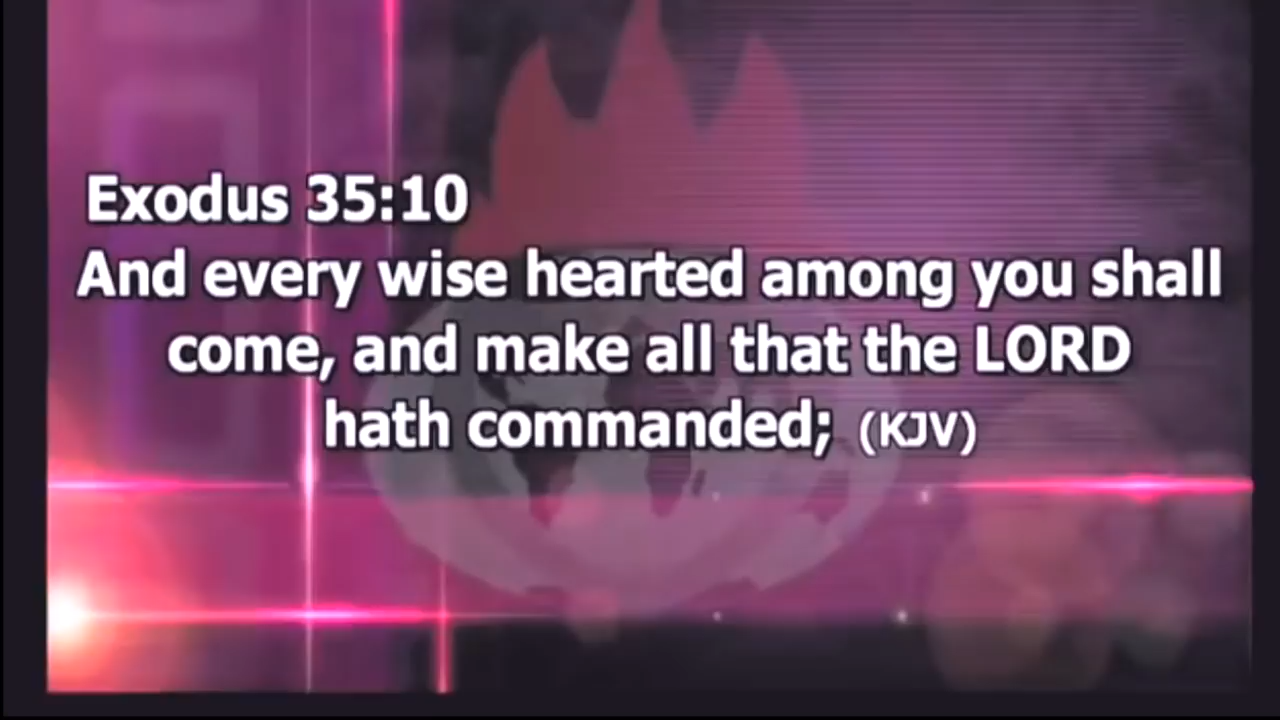 Exodus 35:10
And every wise hearted among you shall
come, and make all that the LORD
hath commanded; (KJV)